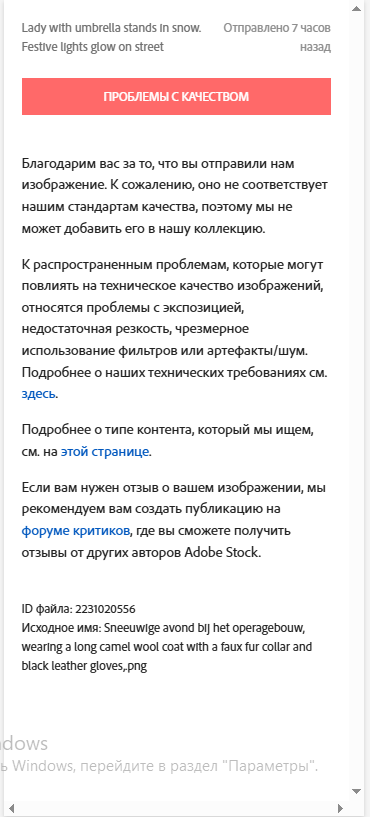 Lady with umbrella stands in snow.
Festive lights glow on street
Отправлено 7 часов
назад
ПРОБЛЕМЫ С КАЧЕСТВОМ
Благодарим вас за то, что вы отправили нам
изображение. К сожалению, оно не соответствует
нашим стандартам качества, поэтому мы не
может добавить его в нашу коллекцию.
К распространенным проблемам, которые могут
повлиять на техническое качество изображений,
относятся проблемы с экспозицией,
недостаточная резкость, чрезмерное
использование фильтров или артефакты/шум.
Подробнее о наших технических требованиях см.
здесь.
Подробнее о типе контента, который мы ищем,
см. на этой странице.
Если вам нужен отзыв о вашем изображении, мы
рекомендуем вам создать публикацию на
форуме критиков, где вы сможете получить
отзывы от других авторов Adobe Stock.
ID файла: 2231020556
Исходное имя: Sneeuwige avond bij het operagebouw,
wearing a long camel wool coat with a faux fur collar and
black leather gloves,.png
ndows
ь Windows, перейдите в раздел "Параметры".